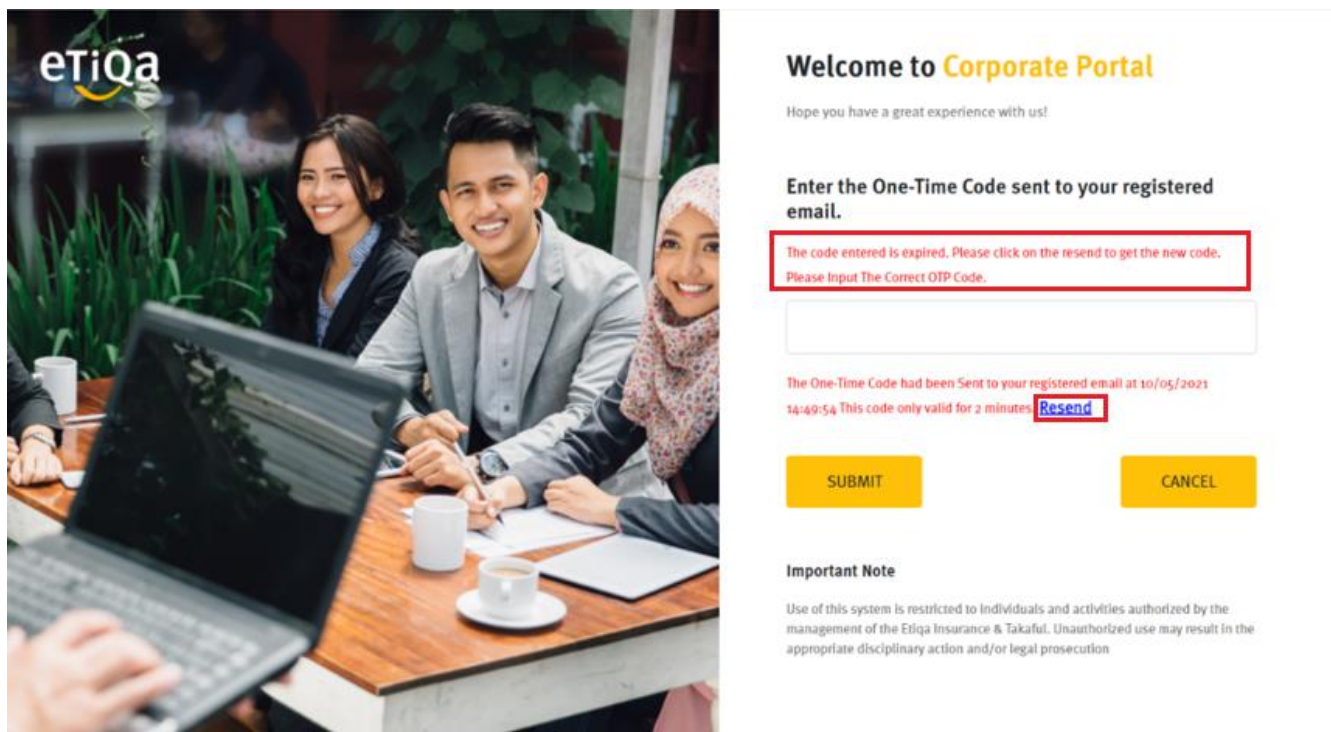 eTiQa
Welcome to Corporate Portal
Hope you have a great experience with us!
Enter the One-Time Code sent to your registered
email.
The code entered is expired. Please click on the resend to get the new code.
Please Input The Correct OTP Code.
The One-Time Code had been Sent to your registered email at 10/05/2021
14:49:54 This code only valid for 2 minutes. Resend
SUBMIT
CANCEL
Important Note
Use of this system is restricted to individuals and activities authorized by the
management of the Etiqa Insurance & Takaful. Unauthorized use may result in the
appropriate disciplinary action and/or legal prosecution